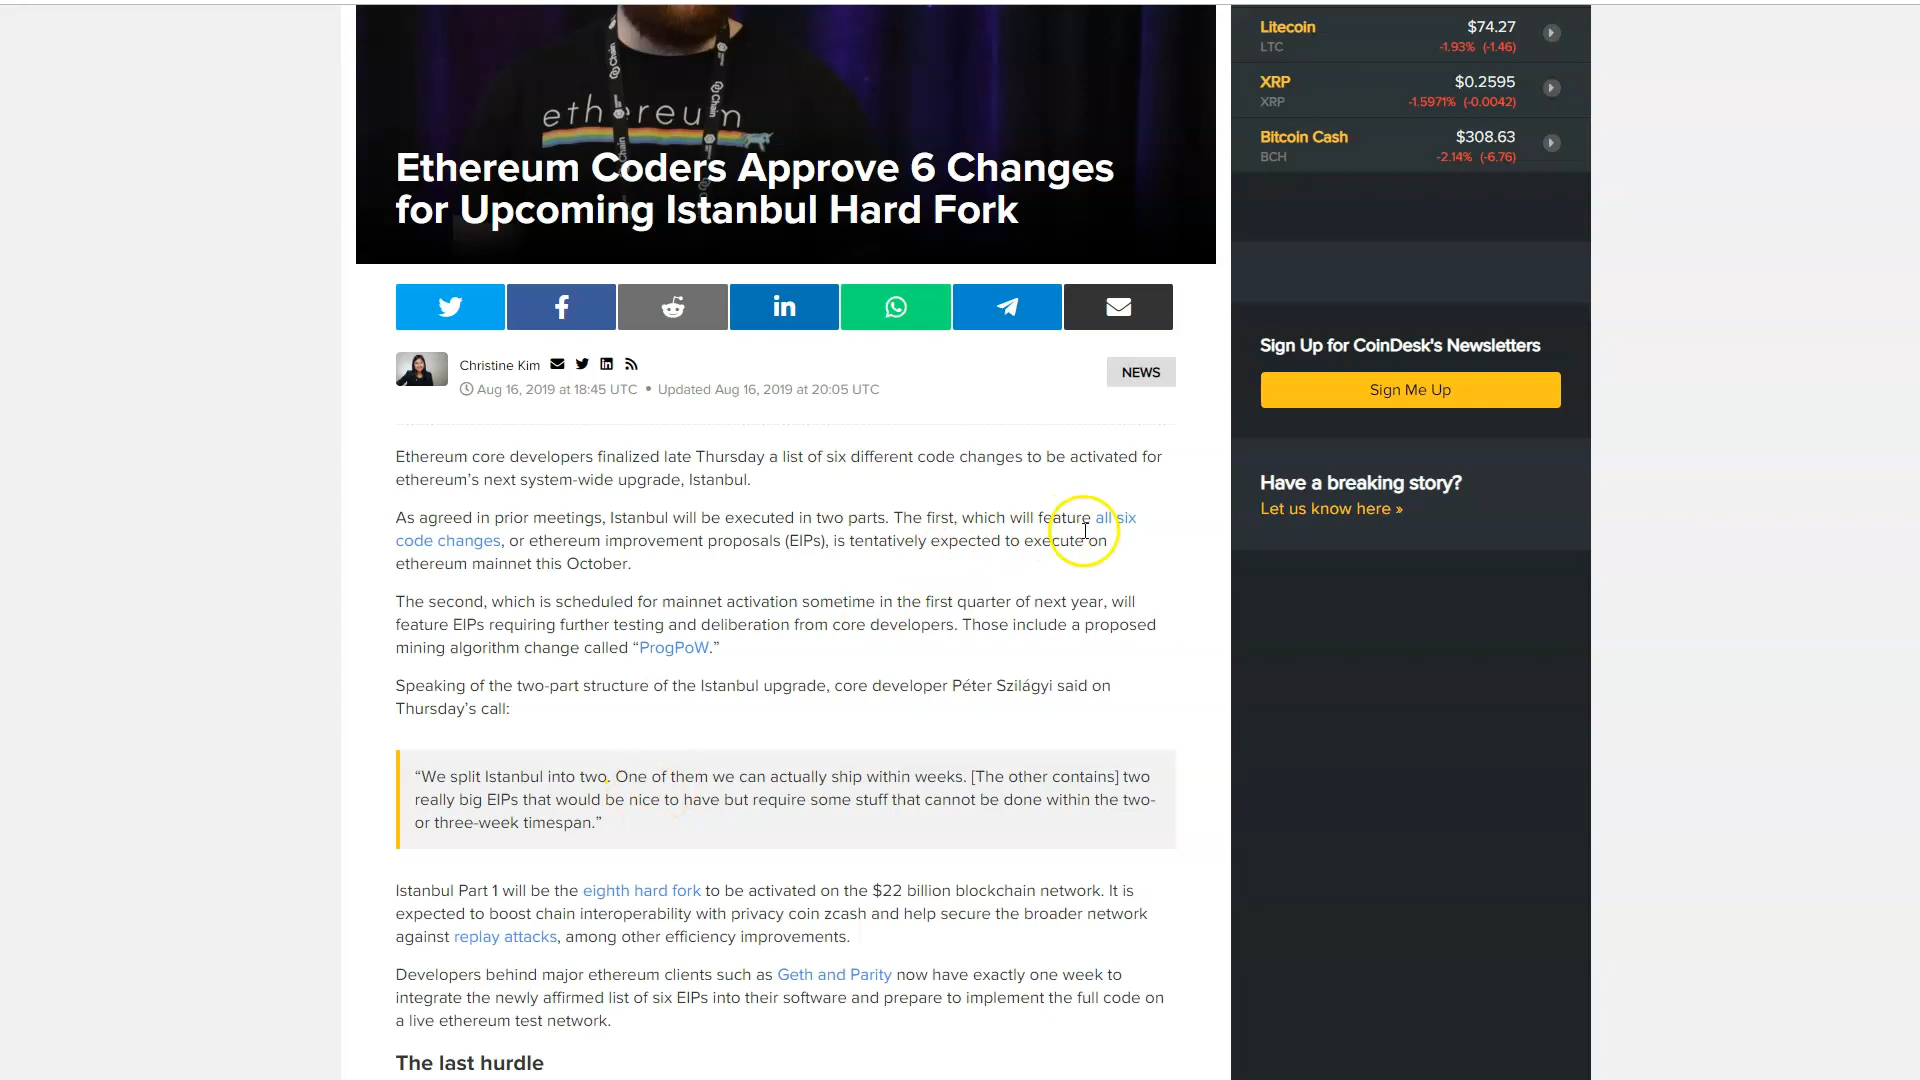 ethereum
Chain
Chain
Chain
Ethereum Coders Approve 6 Changes
for Upcoming Istanbul Hard Fork
Christine Kim
Aug 16, 2019 at 18:45 UTC • Updated Aug 16, 2019 at 20:05 UTC
NEWS
Ethereum core developers finalized late Thursday a list of six different code changes to be activated for
ethereum’s next system-wide upgrade, Istanbul.
As agreed in prior meetings, Istanbul will be executed in two parts. The first, which will feature all six
code changes, or ethereum improvement proposals (EIPs), is tentatively expected to execute on
ethereum mainnet this October.
The second, which is scheduled for mainnet activation sometime in the first quarter of next year, will
feature EIPs requiring further testing and deliberation from core developers. Those include a proposed
mining algorithm change called “ProgPoW.”
Speaking of the two-part structure of the Istanbul upgrade, core developer Péter Szilágyi said on
Thursday’s call:
“We split Istanbul into two. One of them we can actually ship within weeks. [The other contains] two
really big EIPs that would be nice to have but require some stuff that cannot be done within the two-
or three-week timespan.”
Istanbul Part 1 will be the eighth hard fork to be activated on the $22 billion blockchain network. It is
expected to boost chain interoperability with privacy coin zcash and help secure the broader network
against replay attacks, among other efficiency improvements.
Developers behind major ethereum clients such as Geth and Parity now have exactly one week to
integrate the newly affirmed list of six EIPs into their software and prepare to implement the full code on
a live ethereum test network.
The last hurdle
Litecoin $74.27
LTC -1.93% (-1.46)
XRP $0.2595
XRP -1.5971% (-0.0042)
Bitcoin Cash $308.63
BCH -2.14% (-6.76)
Sign Up for CoinDesk's Newsletters
Sign Me Up
Have a breaking story?
Let us know here »